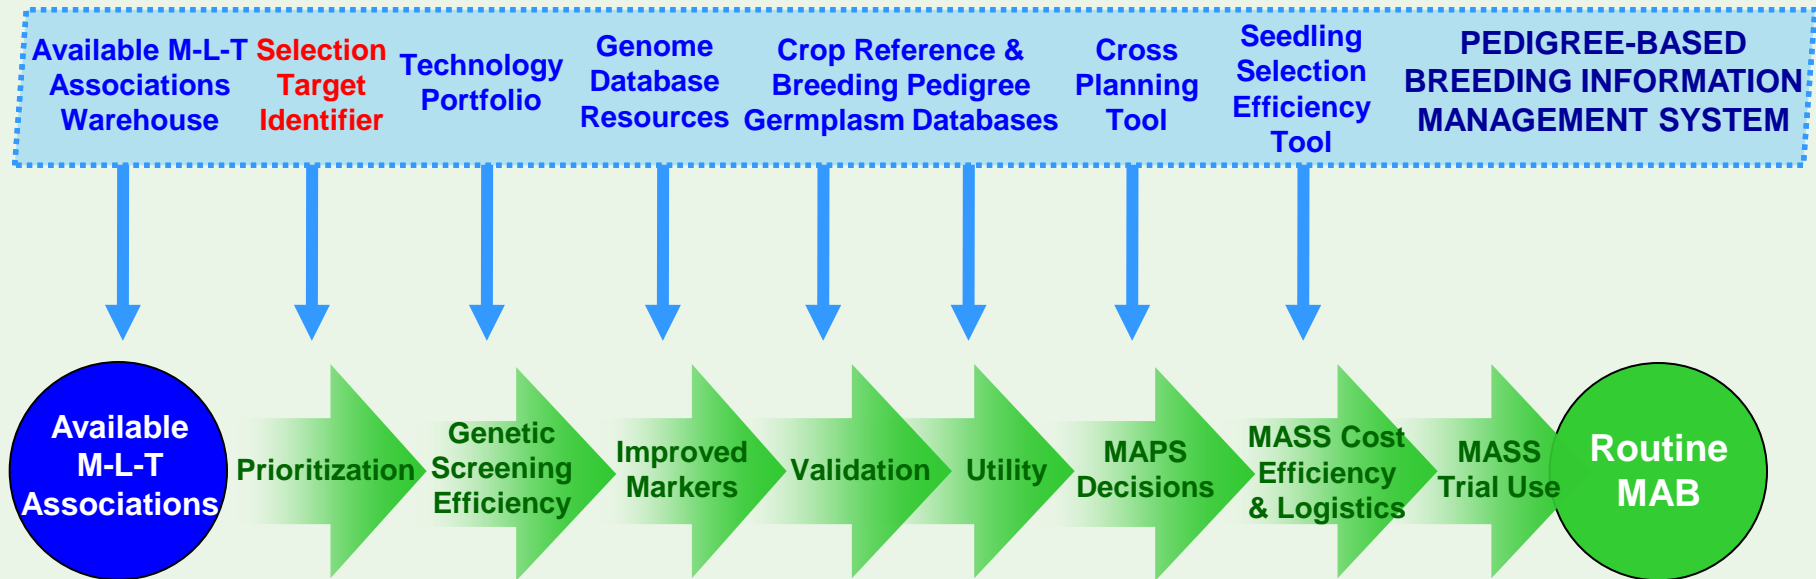 Available M-L-T
Associations
Warehouse
Selection
Target
Identifier
Technology
Portfolio
Genome
Database
Resources
Crop Reference &
Breeding Pedigree
Germplasm Databases
Cross
Planning
Tool
Seedling
Selection
Efficiency
Tool
PEDIGREE-BASED
BREEDING INFORMATION
MANAGEMENT SYSTEM
Available
M-L-T
Associations
Prioritization
Genetic
Screening
Efficiency
Improved
Markers
Validation
Utility
MAPS
Decisions
MASS Cost
Efficiency
& Logistics
MASS
Trial Use
Routine
MAB